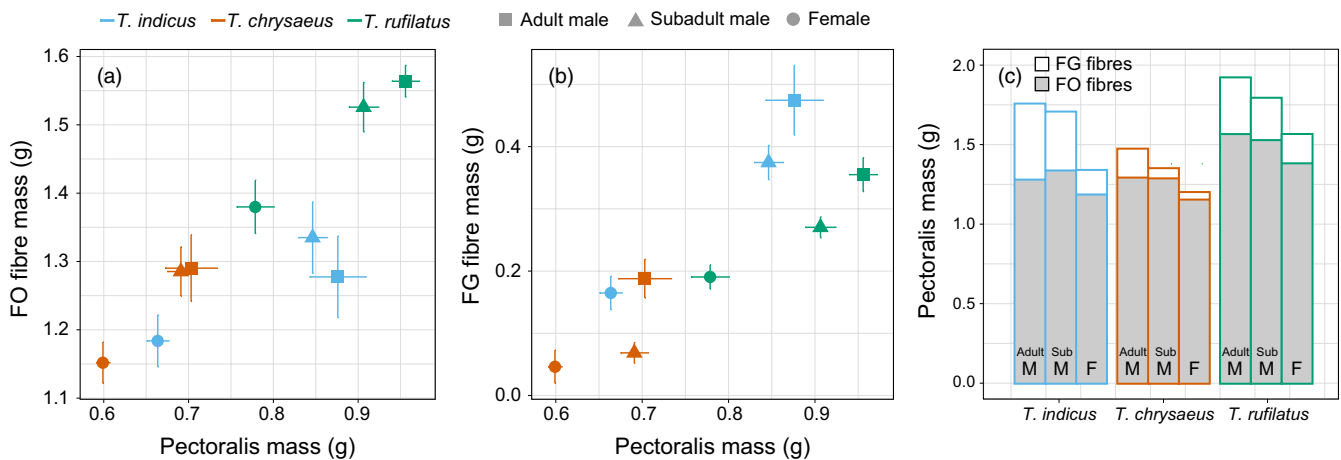 T. indicus T. chrysaeus T. rufilatus Adult male Subadult male Female
(a)
FO fibre mass (g)
1.6
1.5
1.4
1.3
1.2
1.1
0.6 0.7 0.8 0.9
Pectoralis mass (g)
(b)
FG fibre mass (g)
0.4
0.2
0.0
0.6 0.7 0.8 0.9
Pectoralis mass (g)
(c)
FG fibres
FO fibres
Pectoralis mass (g)
2.0
1.5
1.0
0.5
0.0
Adult Sub Adult Sub Adult Sub
M M F M M F M M F
T. indicus T. chrysaeus T. rufilatus